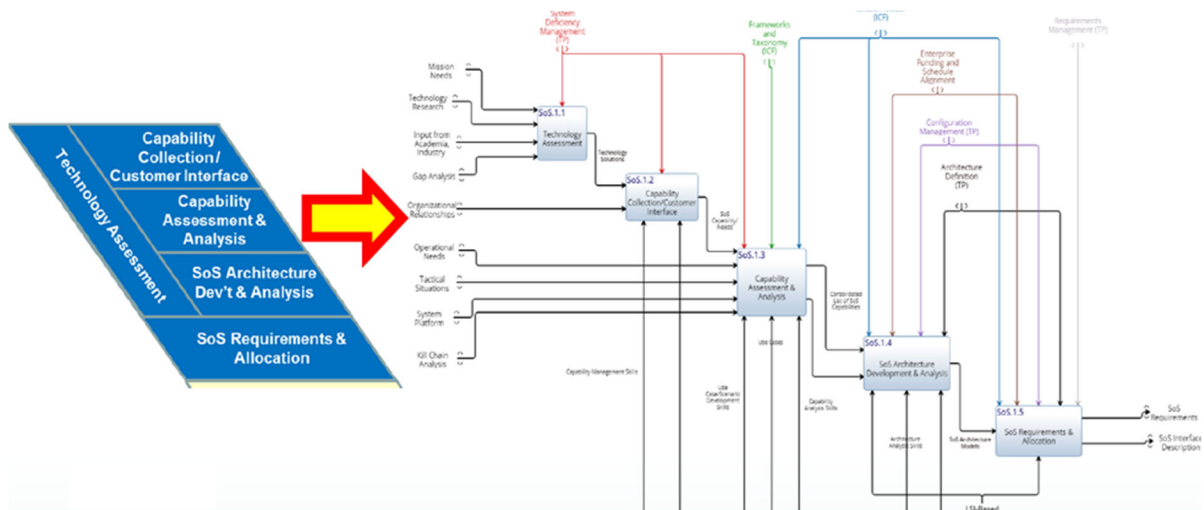 Technology Assessment
Capability
Collection /
Customer Interface
Capability
Assessment &
Analysis
SoS Architecture
Dev't & Analysis
SoS Requirements &
Allocation
System
Deficiency
Management
(TP)
Frameworks
and
Taxonomy
(ICF)
(ICF)
Requirements
Management (TP)
Enterprise
Funding and
Schedule
Alignment
Configuration
Management (TP)
Architecture
Definition
(TP)
Mission
Needs
Technology
Research
Input from
Academia,
Industry
Gap Analysis
Organizational
Relationships
Operational
Needs
Tactical
Situations
System
Platform
Kill Chain
Analysis
SoS.1.1
Technology
Assessment
Technology
Solutions
SoS.1.2
Capability
Collection/Customer
Interface
SoS
Capability/
Needs
SoS.1.3
Capability
Assessment &
Analysis
Consolidated
List of SoS
Capabilities
Use Cases
SoS.1.4
SoS Architecture
Development & Analysis
SoS Architecture
Models
SoS.1.5
SoS Requirements &
Allocation
SoS
Requirements
SoS Interface
Description
Capability Management Skills
Use
Case/Scenario
Development
Skills
Capability
Analysis Skills
Architecture
Analysis Skills
LSI-Based